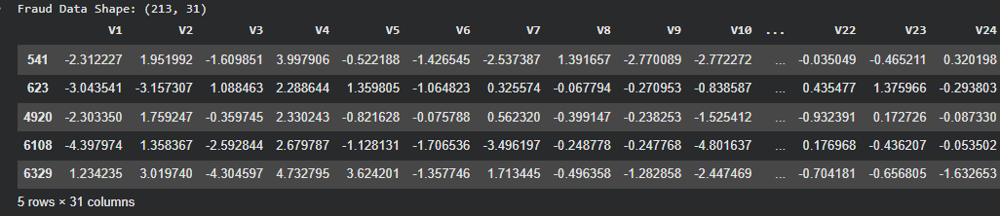 Fraud Data Shape: (213, 31)
V1 V2 V3 V4 V5 V6 V7 V8 V9 V10 ... V22 V23 V24
541 -2.312227 1.951992 -1.609851 3.997906 -0.522188 -1.426545 -2.537387 1.391657 -2.770089 -2.772272 ... -0.035049 -0.465211 0.320198
623 -3.043541 -3.157307 1.088463 2.288644 1.359805 -1.064823 0.325574 -0.067794 -0.270953 -0.838587 ... 0.435477 1.375966 -0.293803
4920 -2.303350 1.759247 -0.359745 2.330243 -0.821628 -0.075788 0.562320 -0.399147 -0.238253 -1.525412 ... -0.932391 0.172726 -0.087330
6108 -4.397974 1.358367 -2.592844 2.679787 -1.128131 -1.706536 -3.496197 -0.248778 -0.247768 -4.801637 ... 0.176968 -0.436207 -0.053502
6329 1.234235 3.019740 -4.304597 4.732795 3.624201 -1.357746 1.713445 -0.496358 -1.282858 -2.447469 ... -0.704181 -0.656805 -1.632653
5 rows × 31 columns